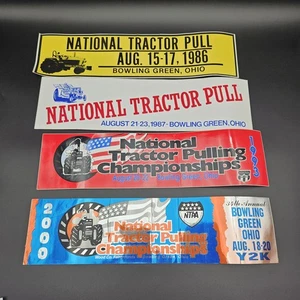 NATIONAL TRACTOR PULL
AUG. 15-17, 1986
BOWLING GREEN, OHIO
NATIONAL TRACTOR PULL
AUGUST 21-23, 1987 - BOWLING GREEN, OHIO
National
Tractor Pulling
Championships
1993
2000
National
Tractor Pulling
Championships
NTPA
34th Annual
BOWLING
GREEN
OHIO
AUG. 18-20
Y2K